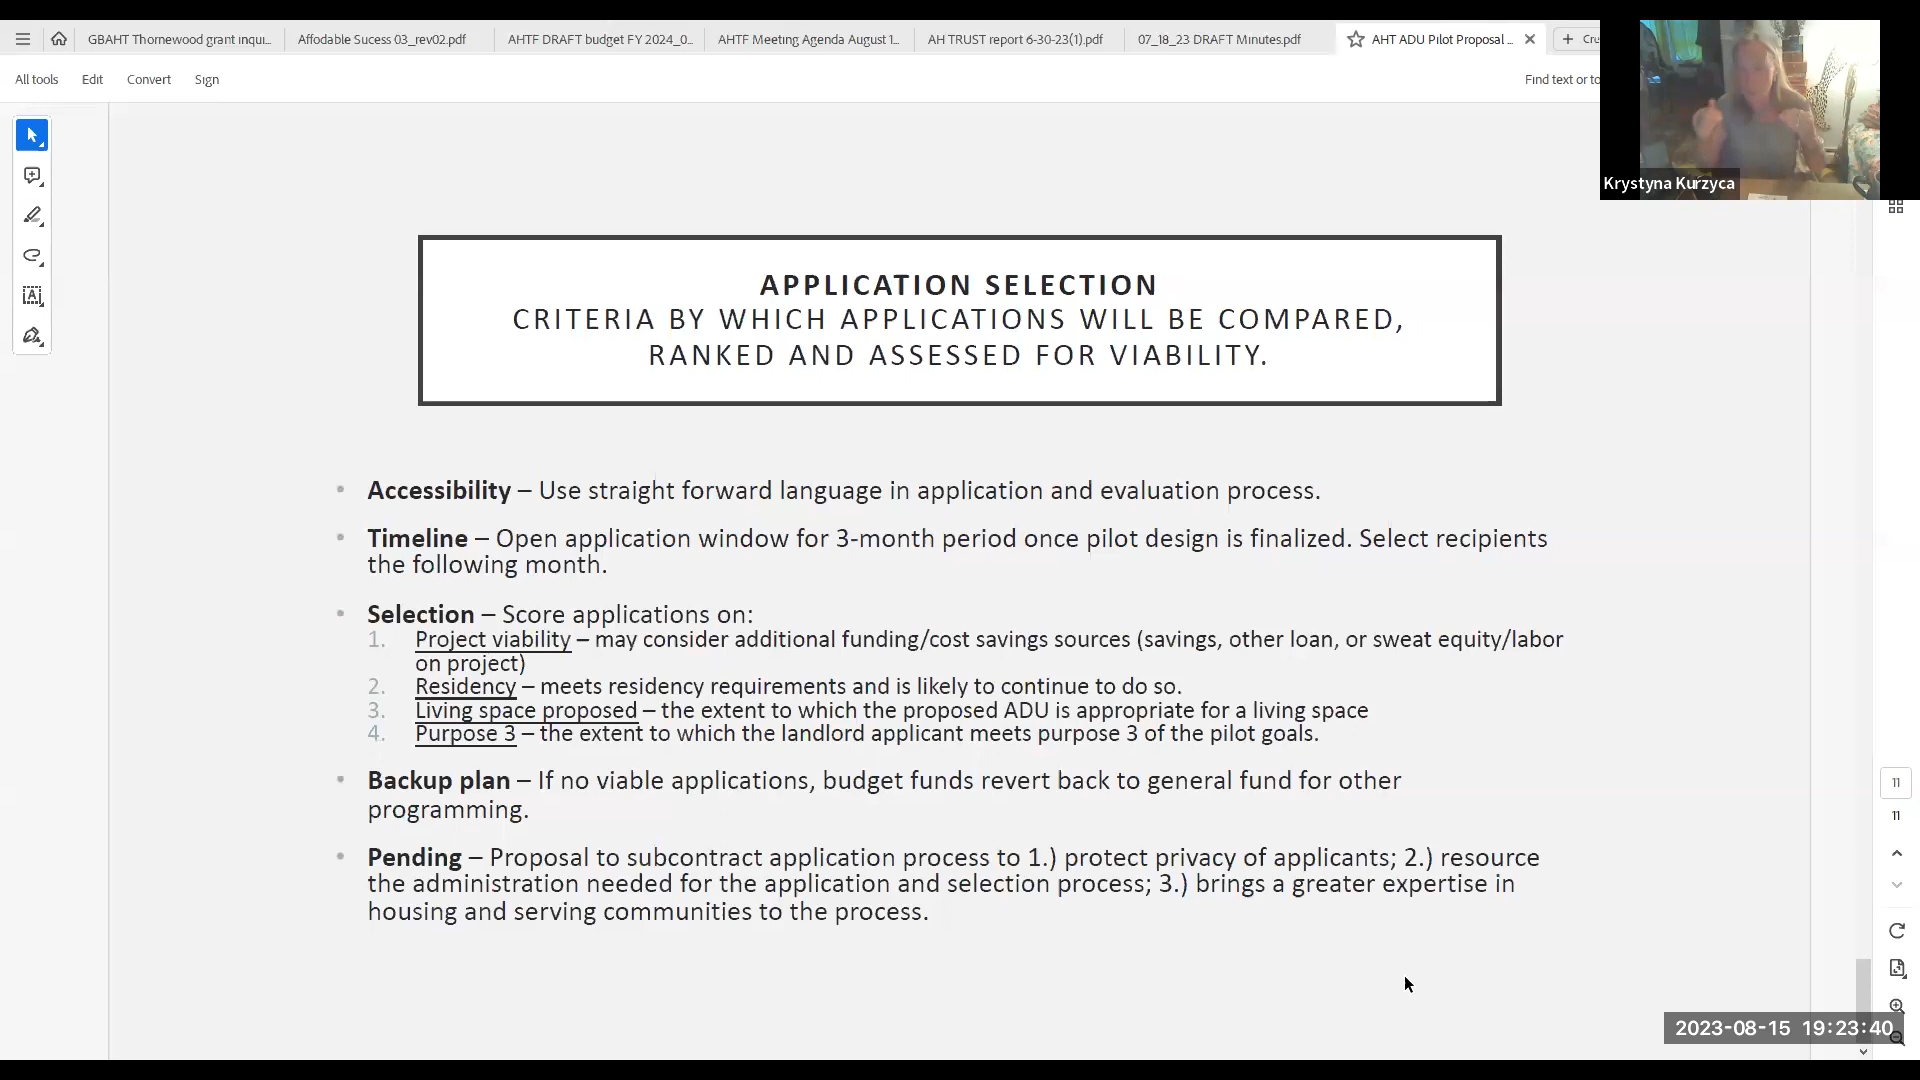 GBAHT Thornewood grant inqui...
Affodable Sucess 03_rev02.pdf
AHTF DRAFT budget FY 2024_0...
AHTF Meeting Agenda August 1...
AH TRUST report 6-30-23(1).pdf
07_18_23 DRAFT Minutes.pdf
AHT ADU Pilot Proposal ...
Cre
All tools
Edit
Convert
Sign
Find text or to
Krystyna Kurzyca
APPLICATION SELECTION
CRITERIA BY WHICH APPLICATIONS WILL BE COMPARED,
RANKED AND ASSESSED FOR VIABILITY.
• Accessibility – Use straight forward language in application and evaluation process.
• Timeline – Open application window for 3-month period once pilot design is finalized. Select recipients
the following month.
• Selection – Score applications on:
1. Project viability – may consider additional funding/cost savings sources (savings, other loan, or sweat equity/labor
on project)
2. Residency – meets residency requirements and is likely to continue to do so.
3. Living space proposed – the extent to which the proposed ADU is appropriate for a living space
4. Purpose 3 – the extent to which the landlord applicant meets purpose 3 of the pilot goals.
• Backup plan – If no viable applications, budget funds revert back to general fund for other
programming.
• Pending – Proposal to subcontract application process to 1.) protect privacy of applicants; 2.) resource
the administration needed for the application and selection process; 3.) brings a greater expertise in
housing and serving communities to the process.
11
11
2023-08-15 19:23:40